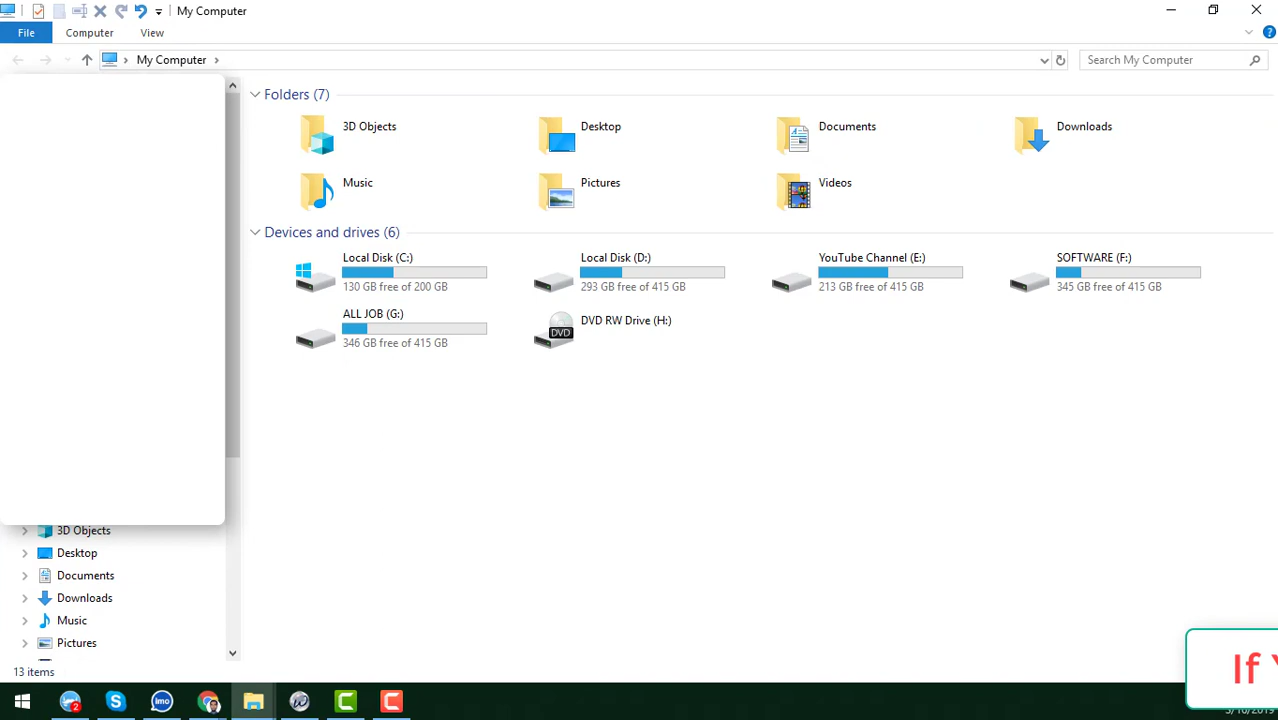 My Computer
File Computer View
My Computer
Search My Computer
Folders (7)
3D Objects
Desktop
Documents
Downloads
Music
Pictures
Videos
Devices and drives (6)
Local Disk (C:)
130 GB free of 200 GB
Local Disk (D:)
293 GB free of 415 GB
YouTube Channel (E:)
213 GB free of 415 GB
SOFTWARE (F:)
345 GB free of 415 GB
ALL JOB (G:)
346 GB free of 415 GB
DVD
DVD RW Drive (H:)
3D Objects
Desktop
Documents
Downloads
Music
Pictures
13 items
If
2
imo